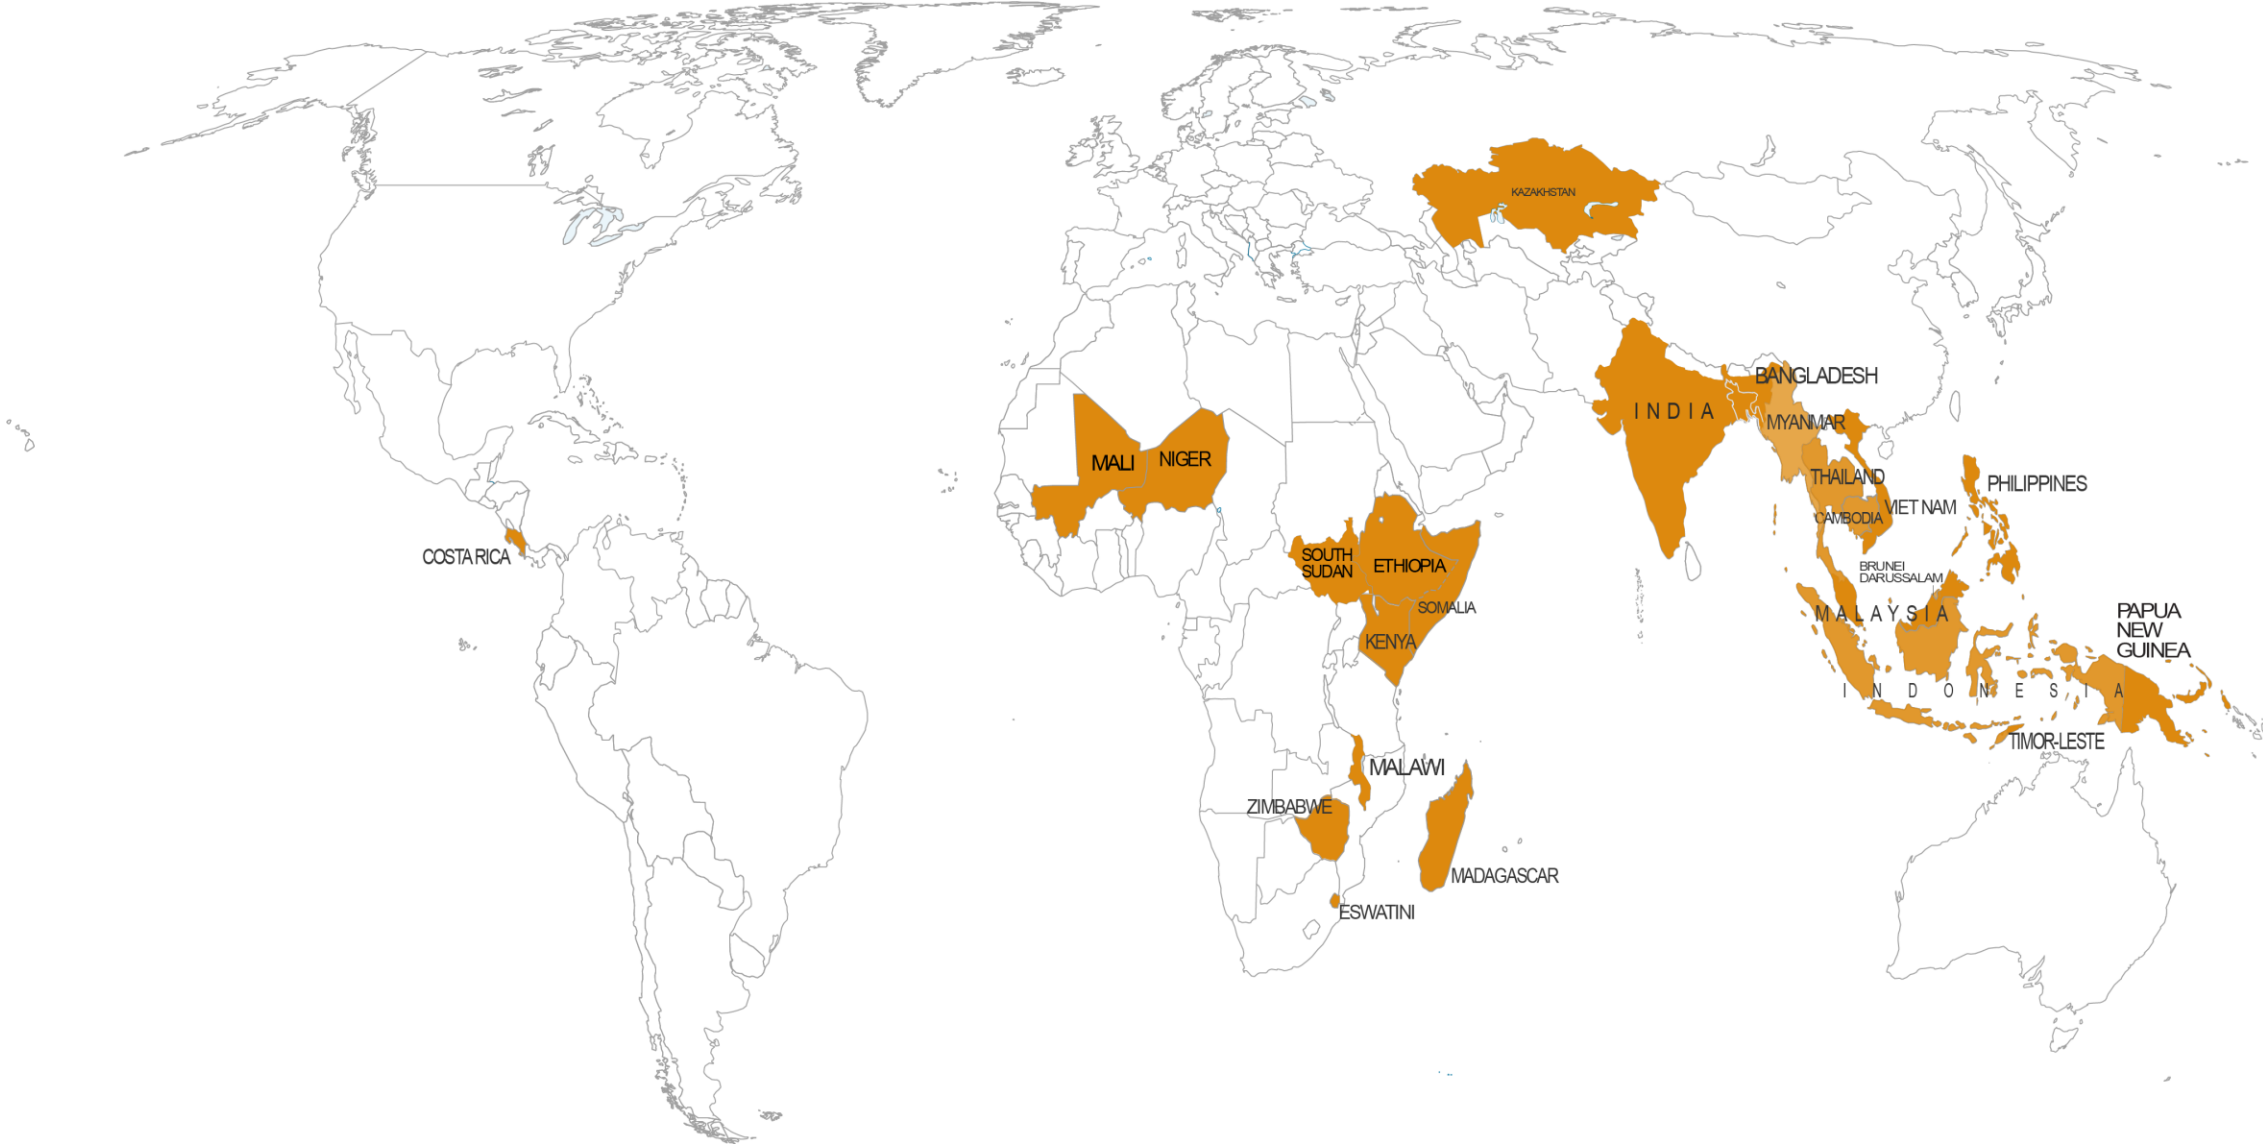 KAZAKHSTAN
BANGLADESH
INDIA
MYANMAR
MALI
NIGER
THAILAND
PHILIPPINES
VIET NAM
CAMBODIA
COSTA RICA
SOUTH
SUDAN
ETHIOPIA
BRUNEI
DARUSSALAM
SOMALIA
MALAYSIA
PAPUA
NEW
GUINEA
KENYA
INDONESIA
TIMOR-LESTE
MALAWI
ZIMBABWE
MADAGASCAR
ESWATINI